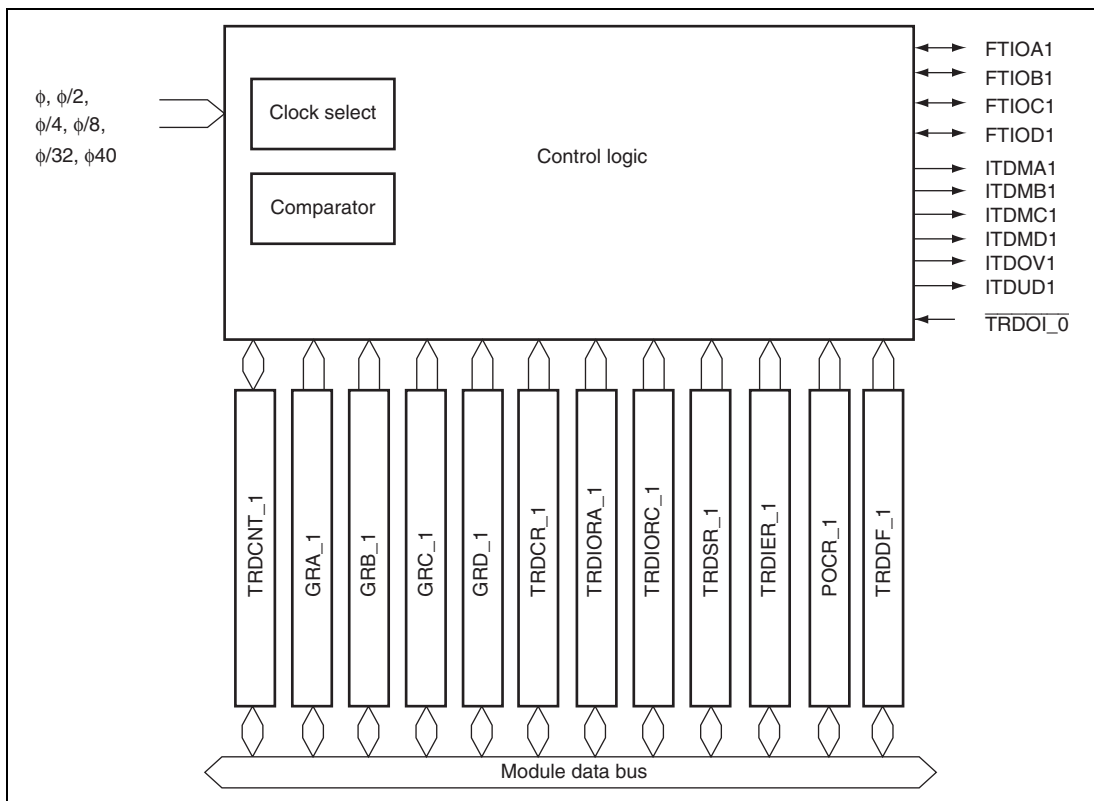 ϕ, ϕ/2,
ϕ/4, ϕ/8,
ϕ/32, ϕ40
Clock select
Comparator
Control logic
FTIOA1
FTIOB1
FTIOC1
FTIOD1
ITDMA1
ITDMB1
ITDMC1
ITDMD1
ITDOV1
ITDUD1
TRDOI_0
TRDCNT_1
GRA_1
GRB_1
GRC_1
GRD_1
TRDCR_1
TRDIORA_1
TRDIORC_1
TRDSR_1
TRDIER_1
POCR_1
TRDDF_1
Module data bus